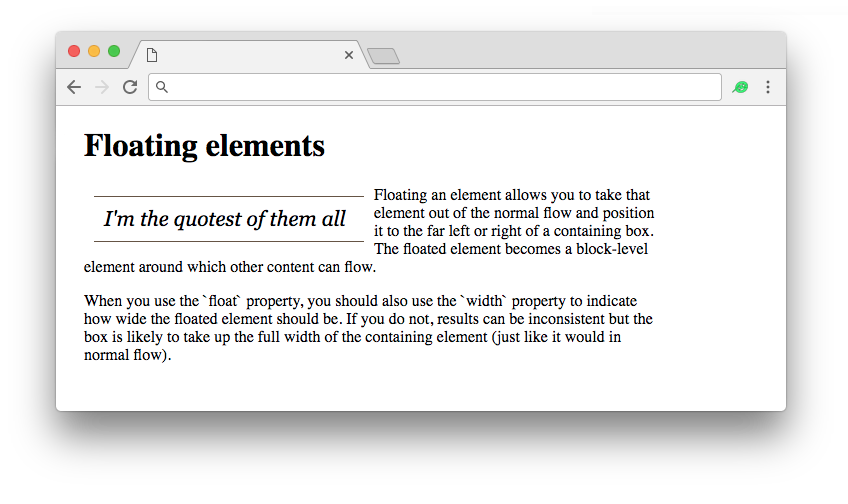 Floating elements
I'm the quotest of them all
Floating an element allows you to take that
element out of the normal flow and position
it to the far left or right of a containing box.
The floated element becomes a block-level
element around which other content can flow.
When you use the `float` property, you should also use the `width` property to indicate
how wide the floated element should be. If you do not, results can be inconsistent but the
box is likely to take up the full width of the containing element (just like it would in
normal flow).